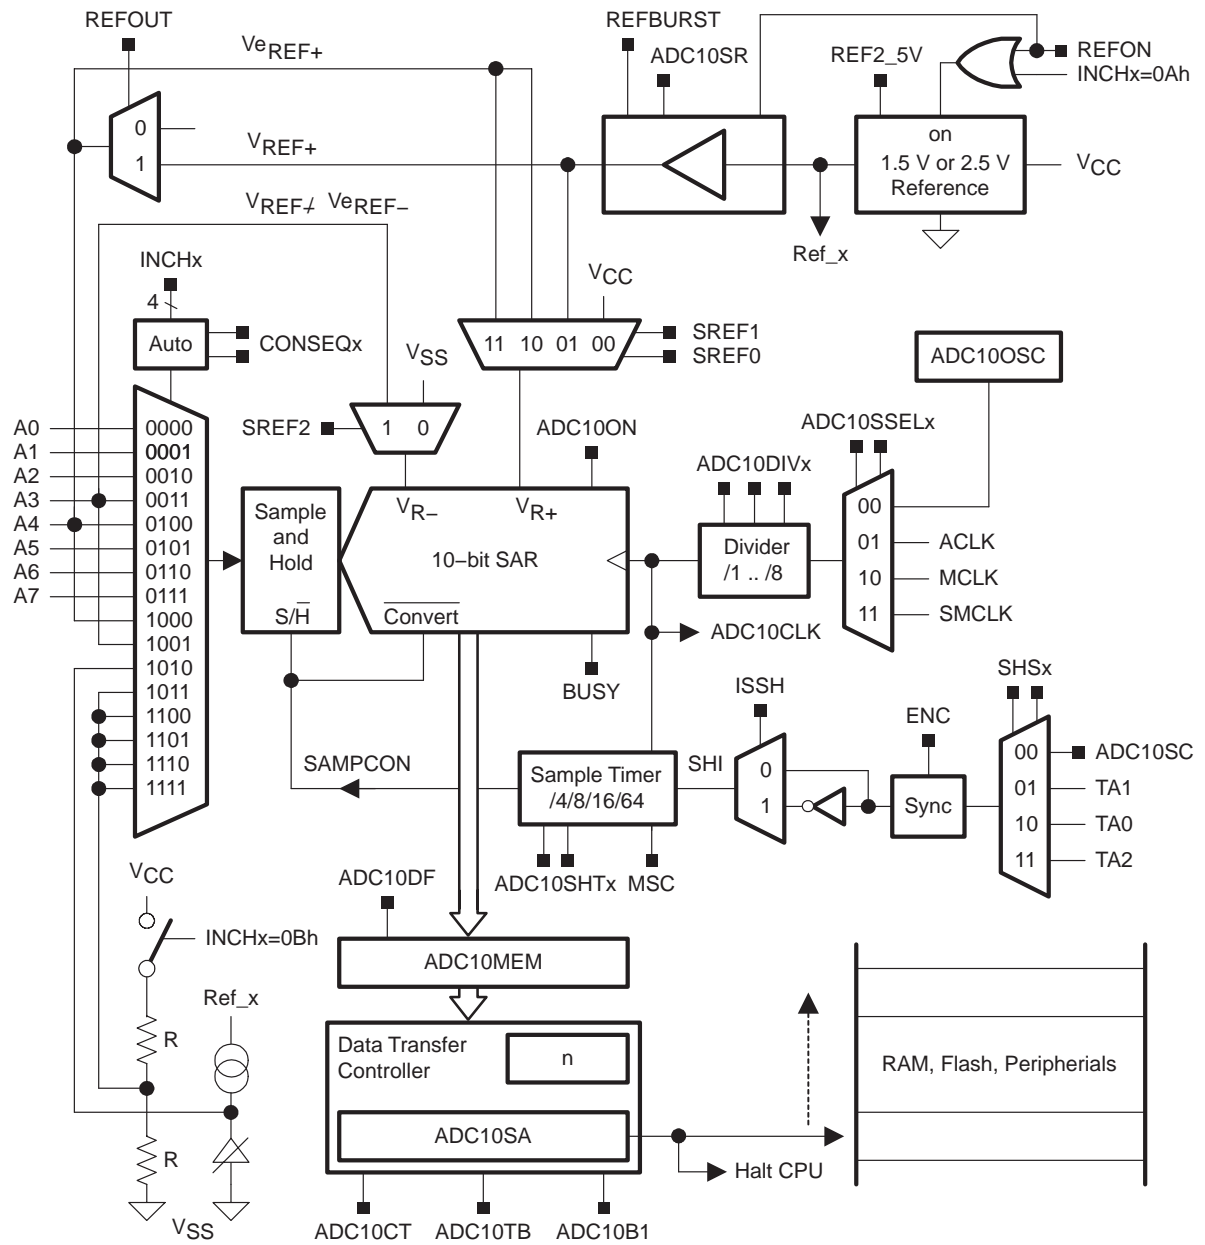 REFOUT
REFBURST
VeREF+
ADC10SR
REF2_5V
REFON
INCHx=0Ah
0
1
VREF+
on
1.5 V or 2.5 V
Reference
VCC
VREF− VeREF−
Ref_x
INCHx
4
VCC
Auto
CONSEQx
11 10 01 00
SREF1
SREF0
VSS
ADC10OSC
SREF2
1 0
ADC10ON
ADC10SSELx
ADC10DIVx
A0
A1
A2
A3
A4
A5
A6
A7
0000
0001
0010
0011
0100
0101
0110
0111
1000
1001
1010
1011
1100
1101
1110
1111
Sample
and
Hold
S/H
VR−
VR+
10−bit SAR
Convert
Divider
/1 .. /8
00
01
10
11
ACLK
MCLK
SMCLK
ADC10CLK
BUSY
ISSH
SHSx
ENC
SAMPCON
Sample Timer
/4/8/16/64
SHI
0
1
Sync
00
01
10
11
ADC10SC
TA1
TA0
TA2
ADC10SHTx
MSC
VCC
ADC10DF
INCHx=0Bh
ADC10MEM
Ref_x
R
Data Transfer
Controller
n
RAM, Flash, Peripherials
ADC10SA
R
Halt CPU
VSS
ADC10CT
ADC10TB
ADC10B1